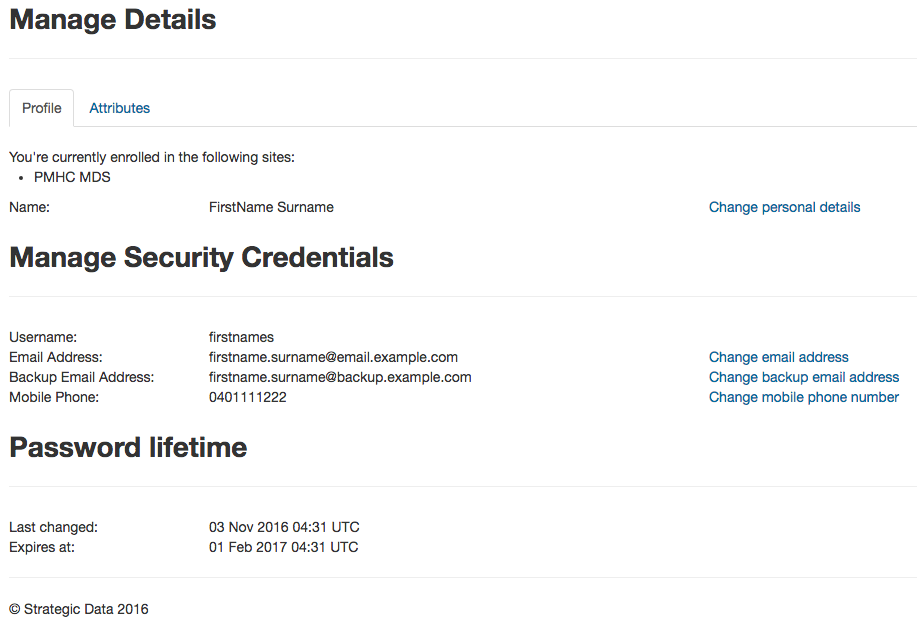 Manage Details
Profile Attributes
You're currently enrolled in the following sites:
• PMHC MDS
Name: FirstName Surname Change personal details
Manage Security Credentials
Username: firstnames
Email Address: firstname.surname@email.example.com Change email address
Backup Email Address: firstname.surname@backup.example.com Change backup email address
Mobile Phone: 0401111222 Change mobile phone number
Password lifetime
Last changed: 03 Nov 2016 04:31 UTC
Expires at: 01 Feb 2017 04:31 UTC
© Strategic Data 2016